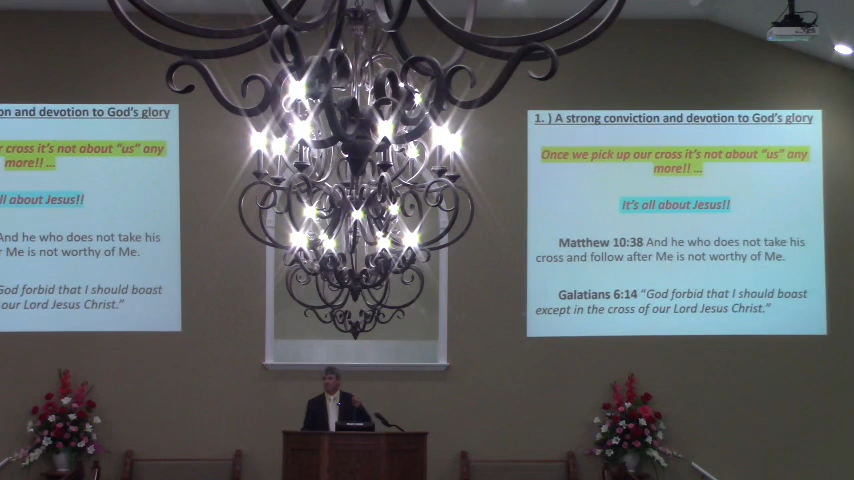 on and devotion to God's glory
r cross it's not about "us" any
more!! ...
ll about Jesus!!
And he who does not take his
r Me is not worthy of Me.
God forbid that I should boast
our Lord Jesus Christ."
1. ) A strong conviction and devotion to God's glory
Once we pick up our cross it's not about "us" any
more!! ...
It's all about Jesus!!
Matthew 10:38 And he who does not take his
cross and follow after Me is not worthy of Me.
Galatians 6:14 "God forbid that I should boast
except in the cross of our Lord Jesus Christ."